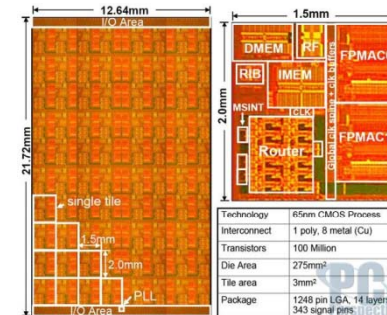 12.64mm
I/O Area
21.72mm
single tile
1.5mm
2.0mm
PLL
I/O Area
1.5mm
2.0mm
DMEM
RF
RIB
IMEM
FPMAC0
MSINT
CLK
Router
Global clk spine + clk buffers
FPMAC1
Technology 65nm CMOS Process
Interconnect 1 poly, 8 metal (Cu)
Transistors 100 Million
Die Area 275mm²
Tile area 3mm²
Package 1248 pin LGA, 14 layer
343 signal pins